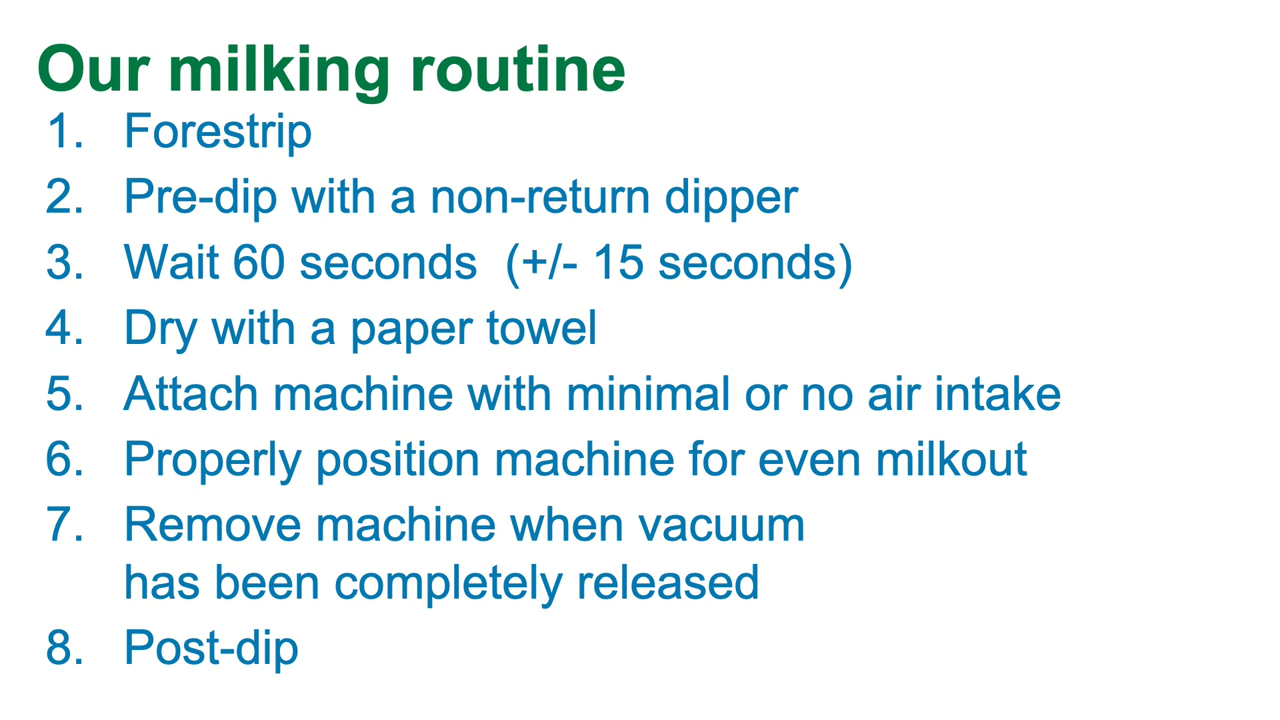 Our milking routine
1. Forestrip
2. Pre-dip with a non-return dipper
3. Wait 60 seconds (+/- 15 seconds)
4. Dry with a paper towel
5. Attach machine with minimal or no air intake
6. Properly position machine for even milkout
7. Remove machine when vacuum
has been completely released
8. Post-dip